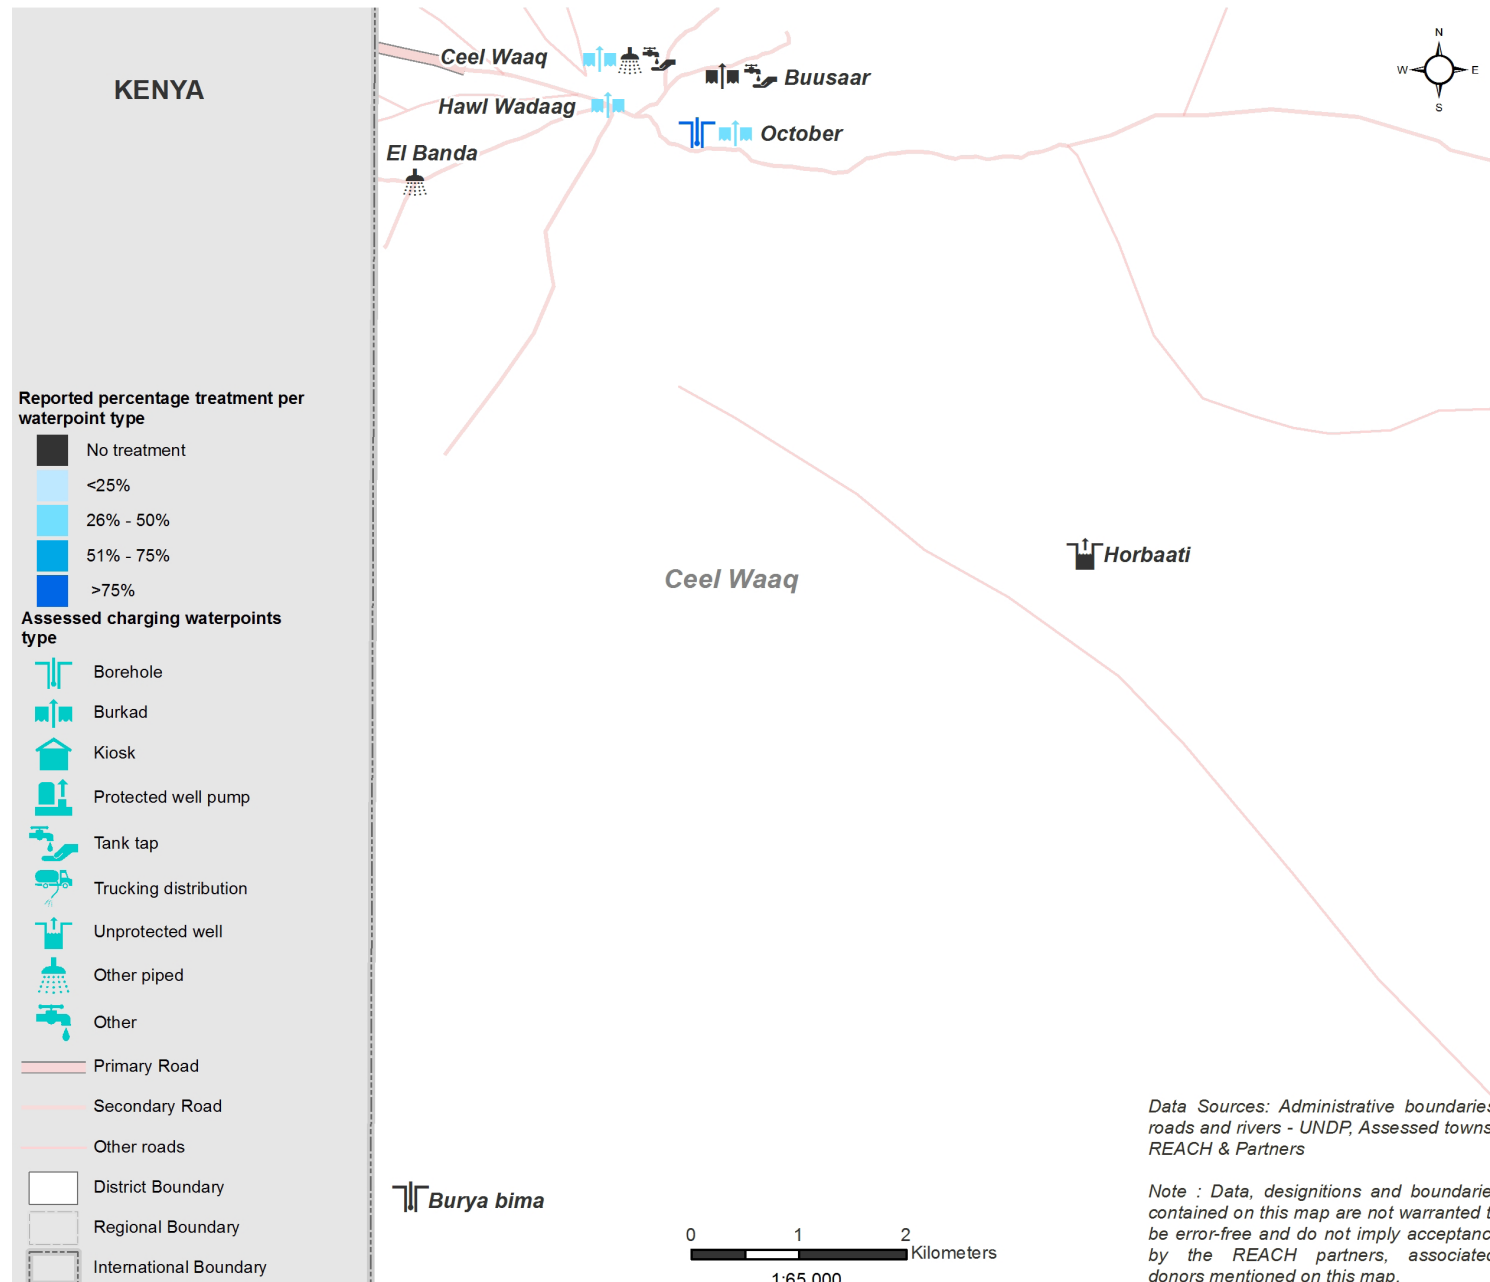 KENYA
Ceel Waaq
Buusaar
Hawl Wadaag
October
El Banda
N
W
E
S
Reported percentage treatment per
waterpoint type
No treatment
<25%
26% - 50%
51% - 75%
>75%
Assessed charging waterpoints
type
Borehole
Burkad
Kiosk
Protected well pump
Tank tap
Trucking distribution
Unprotected well
Other piped
Other
Primary Road
Secondary Road
Other roads
District Boundary
Regional Boundary
International Boundary
Ceel Waaq
Horbaati
Burya bima
0 1 2
Kilometers
1:65,000
Data Sources: Administrative boundaries
roads and rivers - UNDP, Assessed towns
REACH & Partners
Note : Data, designitions and boundarie
contained on this map are not warranted t
be error-free and do not imply acceptanc
by the REACH partners, associated
donors mentioned on this map.